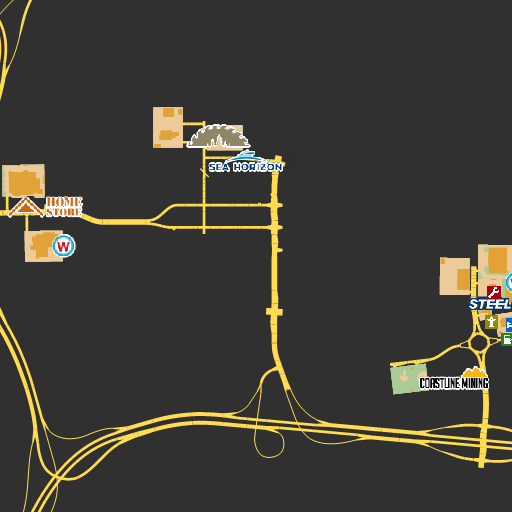 SEA HORIZON
HOME
STORE
W
STEEL
COASTLINE MINING